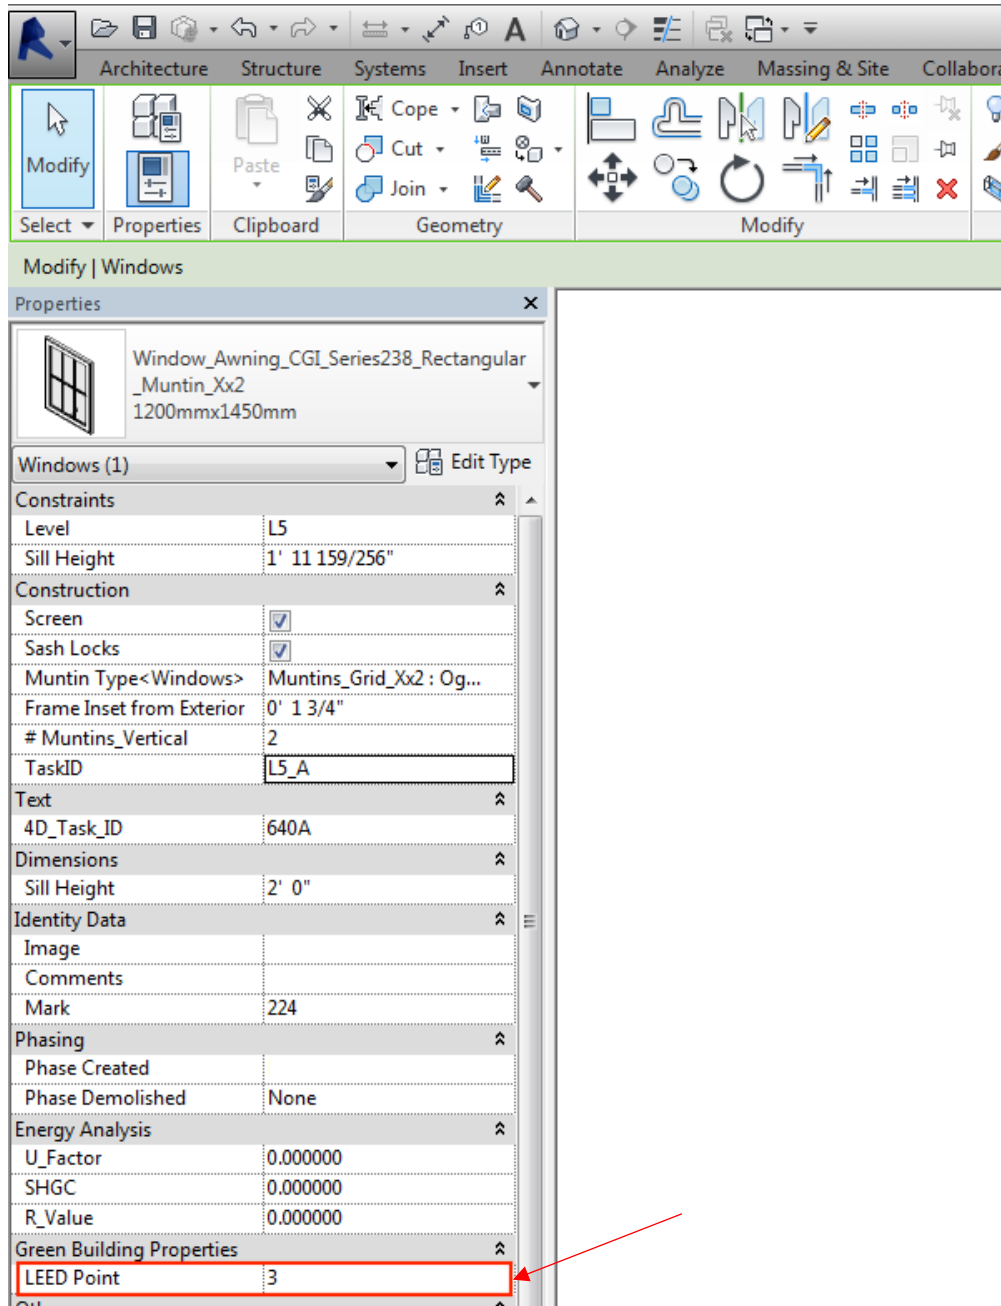 Architecture Structure Systems Insert Annotate Analyze Massing & Site Collabora
Modify
Paste
Cope
Cut
Join
Select Properties Clipboard Geometry Modify
Modify | Windows
Properties
Window_Awning_CGI_Series238_Rectangular
_Muntin_Xx2
1200mmx1450mm
Windows (1) Edit Type
Constraints
Level L5
Sill Height 1' 11 159/256"
Construction
Screen
Sash Locks
Muntin Type<Windows> Muntins_Grid_Xx2 : Og...
Frame Inset from Exterior 0' 1 3/4"
# Muntins_Vertical 2
TaskID L5_A
Text
4D_Task_ID 640A
Dimensions
Sill Height 2' 0"
Identity Data
Image
Comments
Mark 224
Phasing
Phase Created
Phase Demolished None
Energy Analysis
U_Factor 0.000000
SHGC 0.000000
R_Value 0.000000
Green Building Properties
LEED Point 3